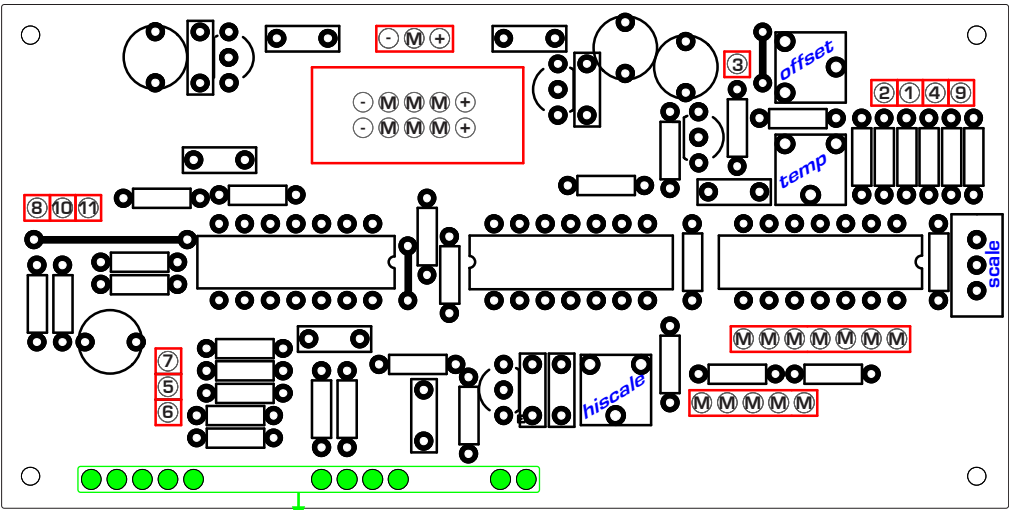 - M +
3
offset
2 1 4 9
- M M M +
- M M M +
temp
8 10 11
scale
M M M M M M M
7
5
6
hiscale
M M M M M